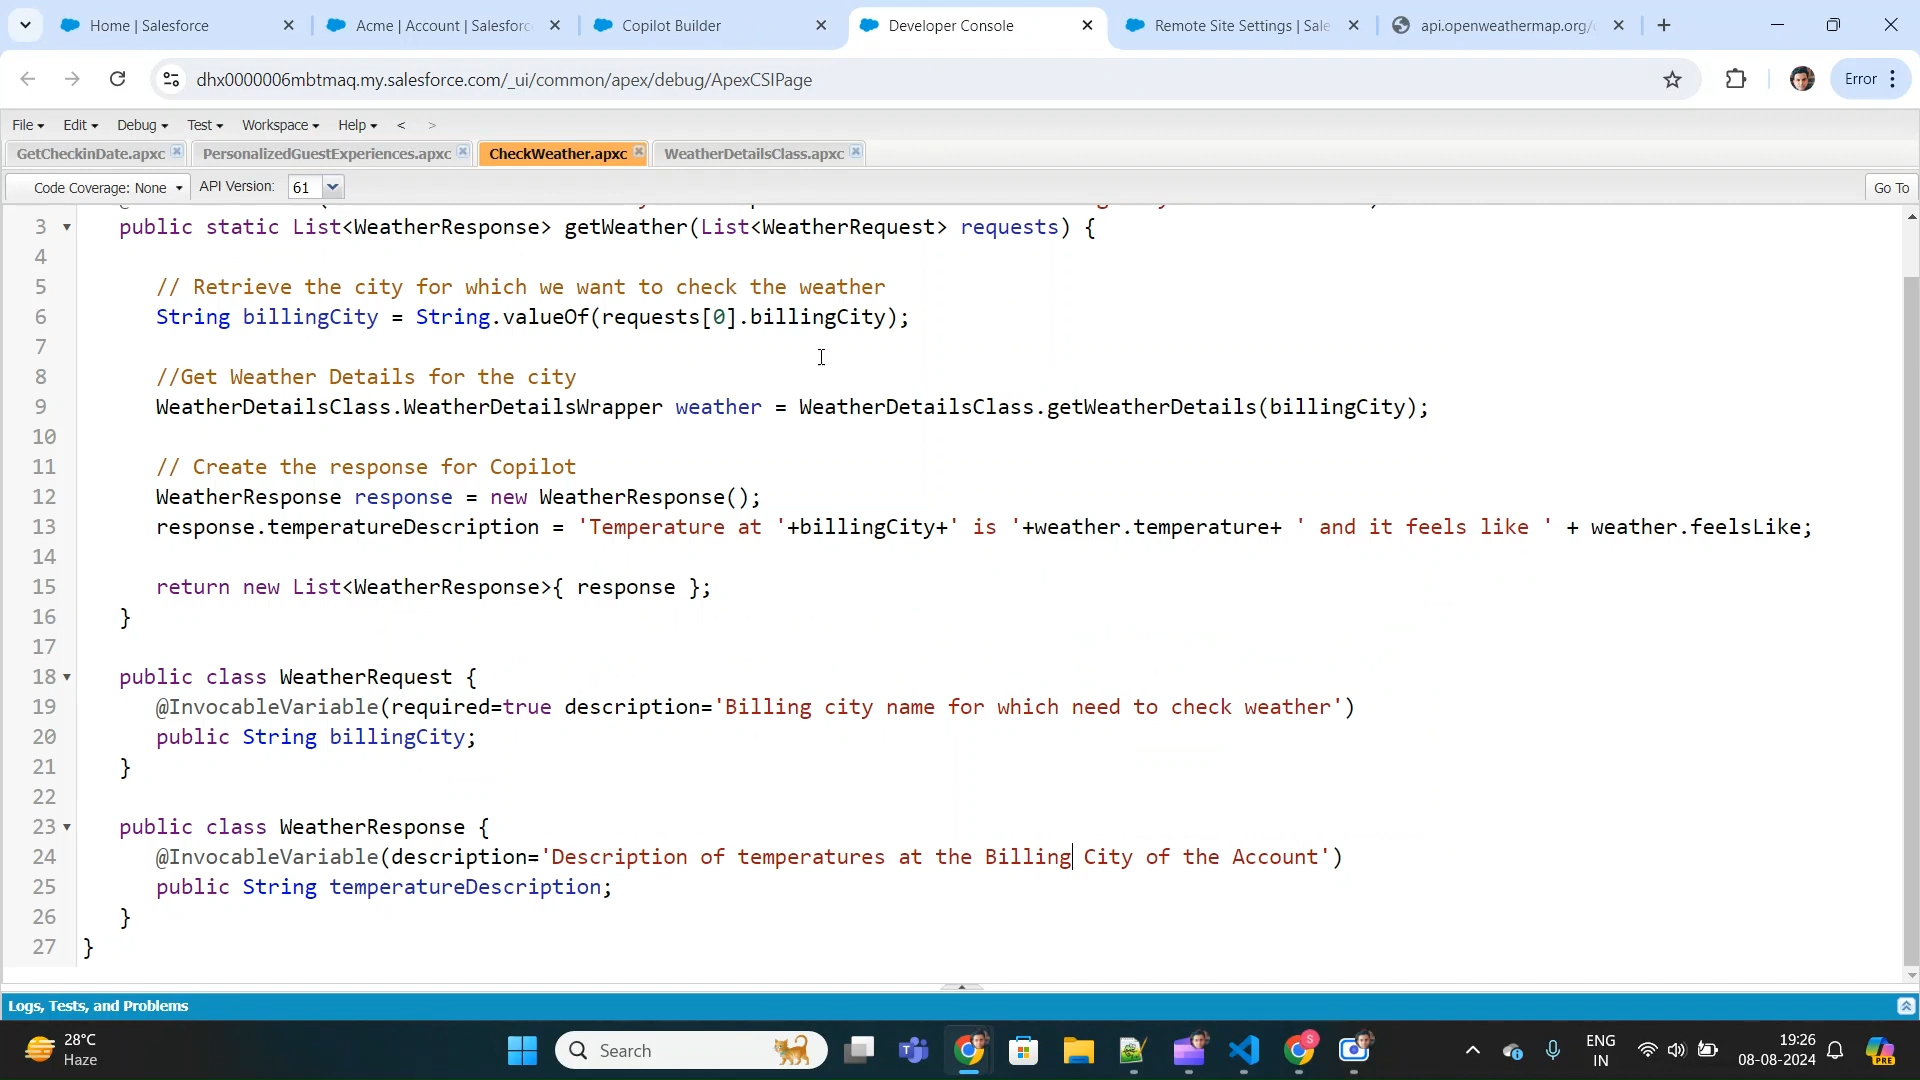 Home | Salesforce
Acme | Account | Salesforc
Copilot Builder
Developer Console
Remote Site Settings | Sale
api.openweathermap.org/
dhx0000006mbtmaq.my.salesforce.com/_ui/common/apex/debug/ApexCSIPage
Error
File Edit Debug Test Workspace Help < >
GetCheckinDate.apxc PersonalizedGuestExperiences.apxc CheckWeather.apxc WeatherDetailsClass.apxc
Code Coverage: None API Version: 61 Go To
3 public static List<WeatherResponse> getWeather(List<WeatherRequest> requests) {
4
5 // Retrieve the city for which we want to check the weather
6 String billingCity = String.valueOf(requests[0].billingCity);
7
8 //Get Weather Details for the city
9 WeatherDetailsClass.WeatherDetailsWrapper weather = WeatherDetailsClass.getWeatherDetails(billingCity);
10
11 // Create the response for Copilot
12 WeatherResponse response = new WeatherResponse();
13 response.temperatureDescription = 'Temperature at '+billingCity+' is '+weather.temperature+ ' and it feels like ' + weather.feelsLike;
14
15 return new List<WeatherResponse>{ response };
16 }
17
18 public class WeatherRequest {
19 @InvocableVariable(required=true description='Billing city name for which need to check weather')
20 public String billingCity;
21 }
22
23 public class WeatherResponse {
24 @InvocableVariable(description='Description of temperatures at the Billing City of the Account')
25 public String temperatureDescription;
26 }
27 }
Logs, Tests, and Problems
28°C
Haze
Search
ENG
IN
19:26
08-08-2024
PRE